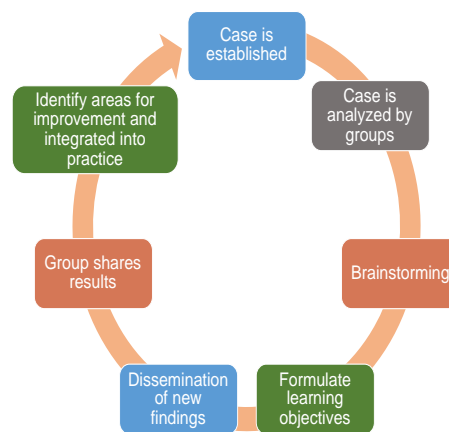 Case is
established
Case is
analyzed by
groups
Brainstorming
Formulate
learning
objectives
Dissemination
of new
findings
Group shares
results
Identify areas for
improvement and
integrated into
practice